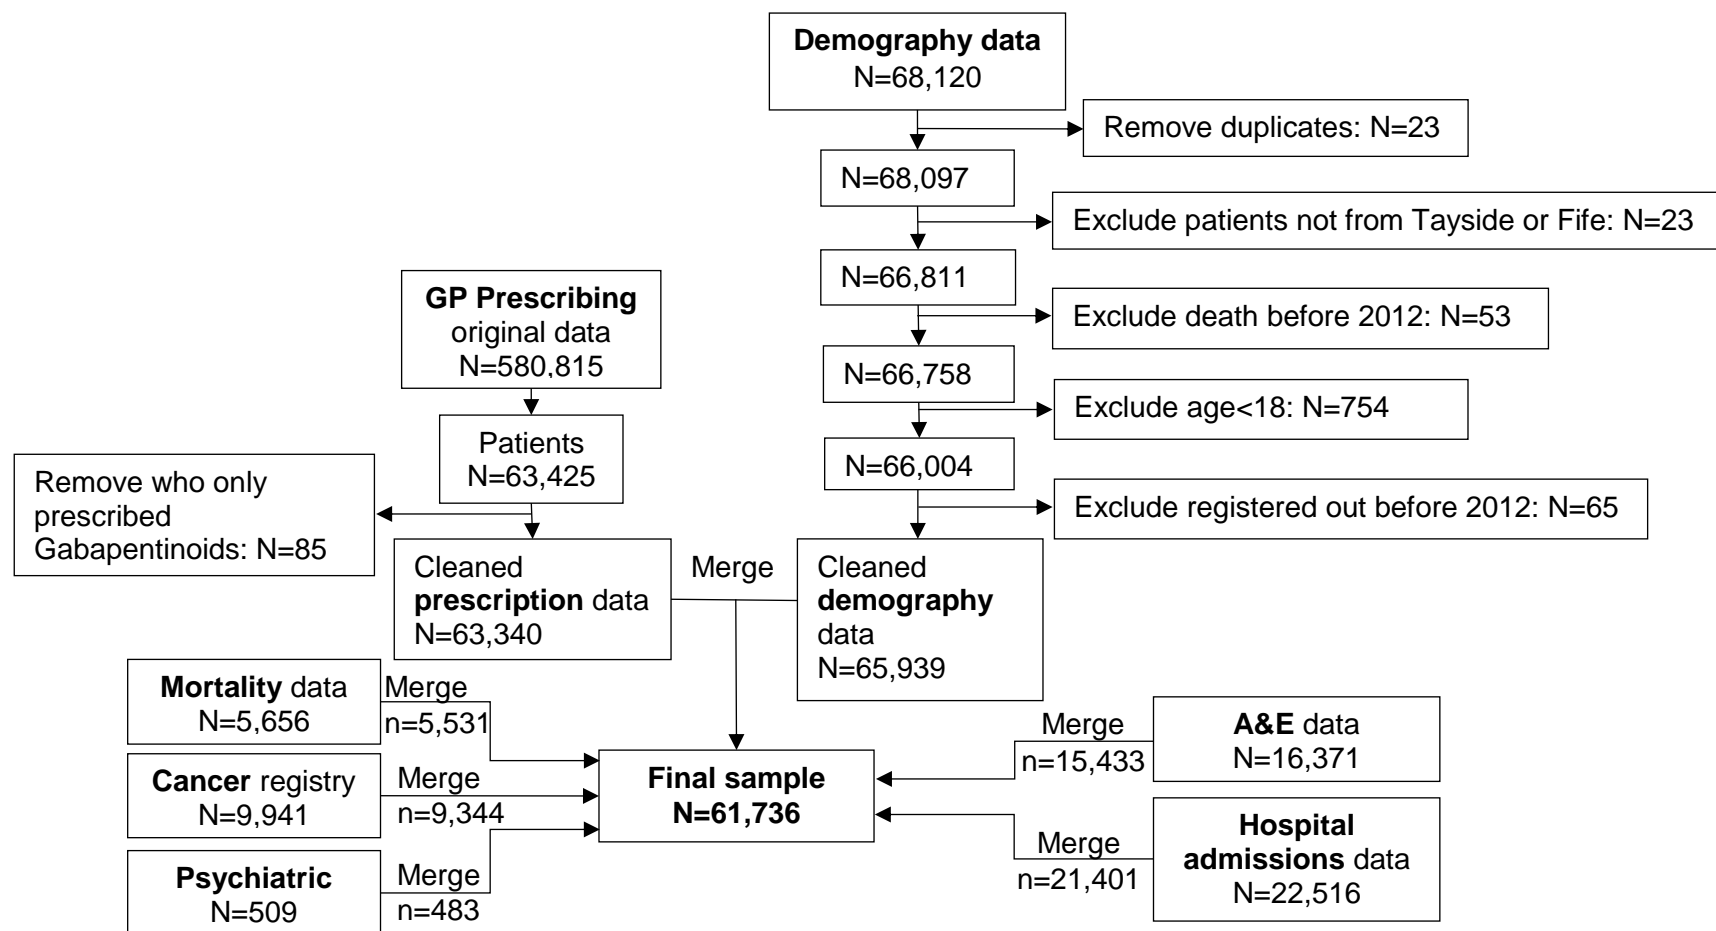 Demography data
N=68,120
Remove duplicates: N=23
N=68,097
Exclude patients not from Tayside or Fife: N=23
N=66,811
Exclude death before 2012: N=53
GP Prescribing
original data
N=580,815
N=66,758
Exclude age<18: N=754
Patients
N=63,425
N=66,004
Remove who only
prescribed
Gabapentinoids: N=85
Exclude registered out before 2012: N=65
Cleaned
prescription data
N=63,340
Merge
Cleaned
demography
data
N=65,939
Mortality data
N=5,656
Merge
n=5,531
Cancer registry
N=9,941
Merge
n=9,344
Psychiatric
N=509
Merge
n=483
Final sample
N=61,736
Merge
n=15,433
A&E data
N=16,371
Merge
n=21,401
Hospital
admissions data
N=22,516